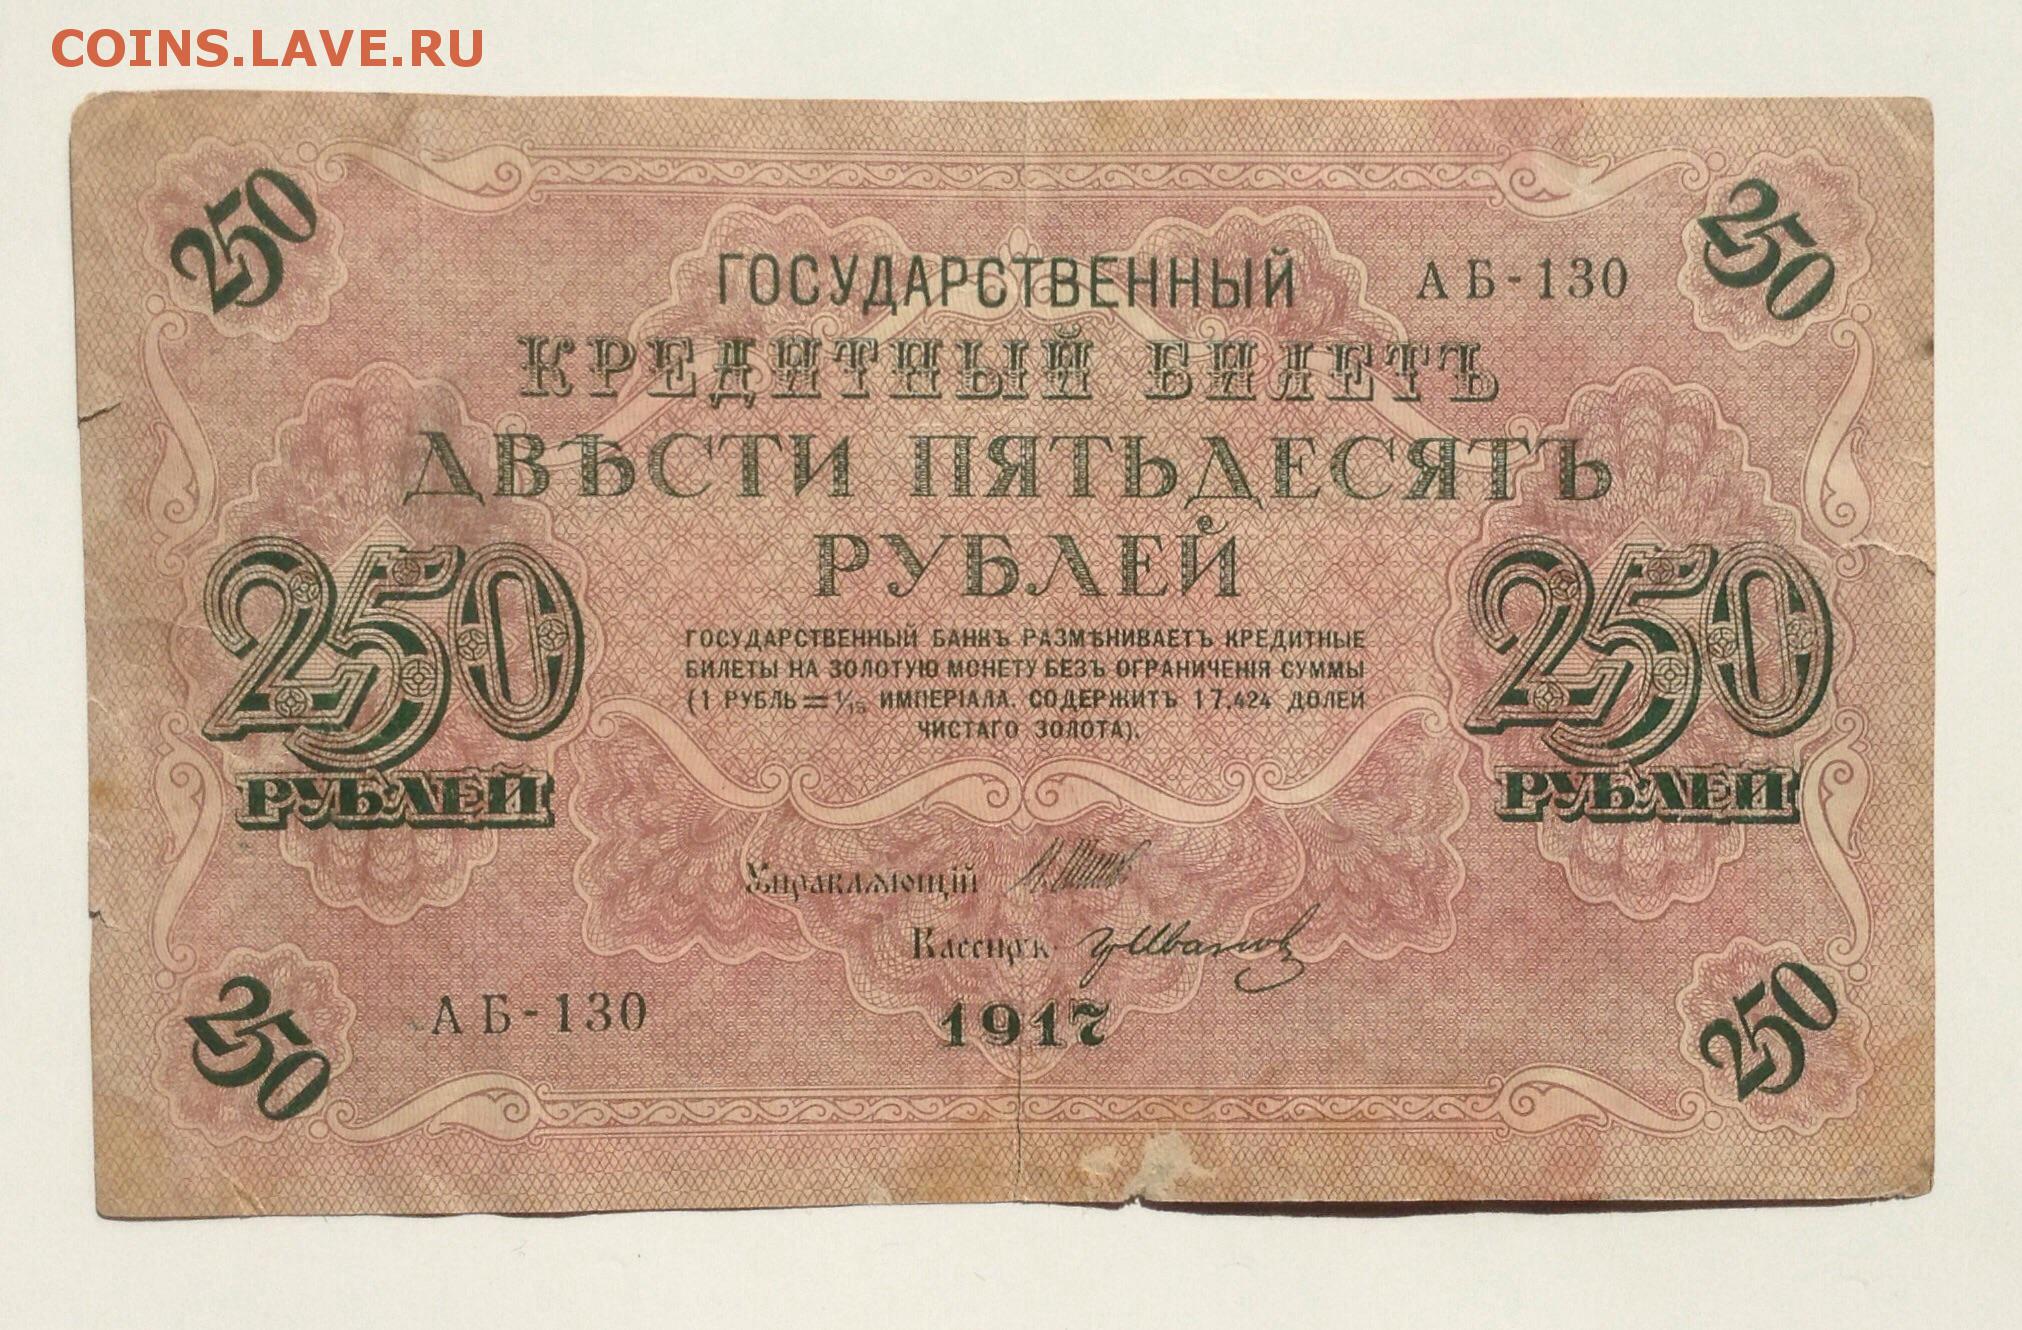 COINS.LAVE.RU
250
250
ГОСУДАРСТВЕННЫЙ
АБ-130
КРЕДИТНЫЙ БИЛЕТЪ
ДВѢСТИ ПЯТЬДЕСЯТЪ
РУБЛЕЙ
250
РУБЛЕЙ
250
РУБЛЕЙ
ГОСУДАРСТВЕННЫЙ БАНКЪ РАЗМѢНИВАЕТЪ КРЕДИТНЫЕ
БИЛЕТЫ НА ЗОЛОТУЮ МОНЕТУ БЕЗЪ ОГРАНИЧЕНІЯ СУММЫ
(1 РУБЛЬ=1/15 ИМПЕРІАЛА, СОДЕРЖИТЪ 17,424 ДОЛЕЙ
ЧИСТАГО ЗОЛОТА).
Управляющій
Кассиръ
АБ-130
1917
250
250